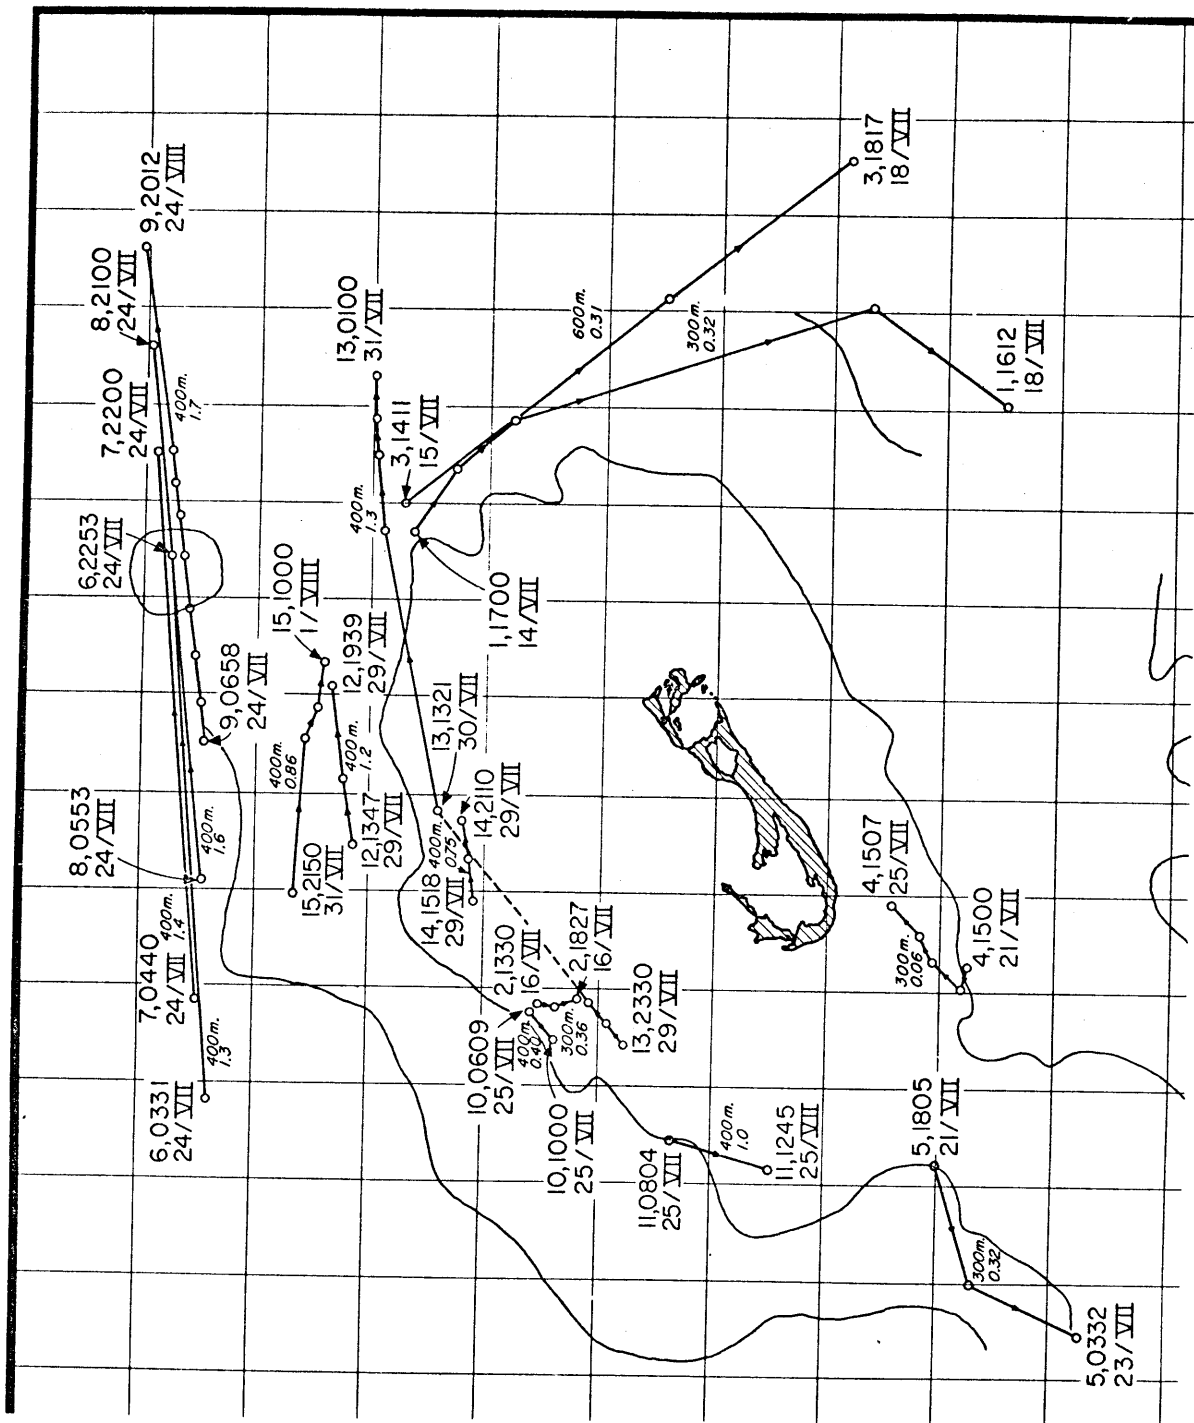 9,2012
24/VIII
8,2100
24/VII
7,2200
24/VII
400m.
1.7
6,2253
24/VII
9,0658
24/VII
8,0553
24/VII
400m.
1.6
7,0440
24/VII
400m.
1.4
6,0331
24/VII
400m.
1.3
13,0100
31/VII
400m.
1.3
3,1411
15/VII
600m.
0.31
300m.
0.32
3,1817
18/VII
1,1612
18/VII
1,1700
14/VII
15,1000
1/VIII
400m.
0.86
15,2150
31/VII
12,1939
29/VII
400m.
1.2
12,1347
29/VII
13,1321
30/VII
14,2110
29/VII
400m.
0.75
14,1518
29/VII
2,1330
16/VII
2,1827
16/VII
300m.
0.36
10,0609
25/VII
400m.
0.40
10,1000
25/VII
13,2330
29/VII
11,0804
25/VII
400m.
1.0
11,1245
25/VII
4,1507
25/VII
300m.
0.06
4,1500
21/VII
5,1805
21/VII
300m.
0.32
5,0332
23/VII